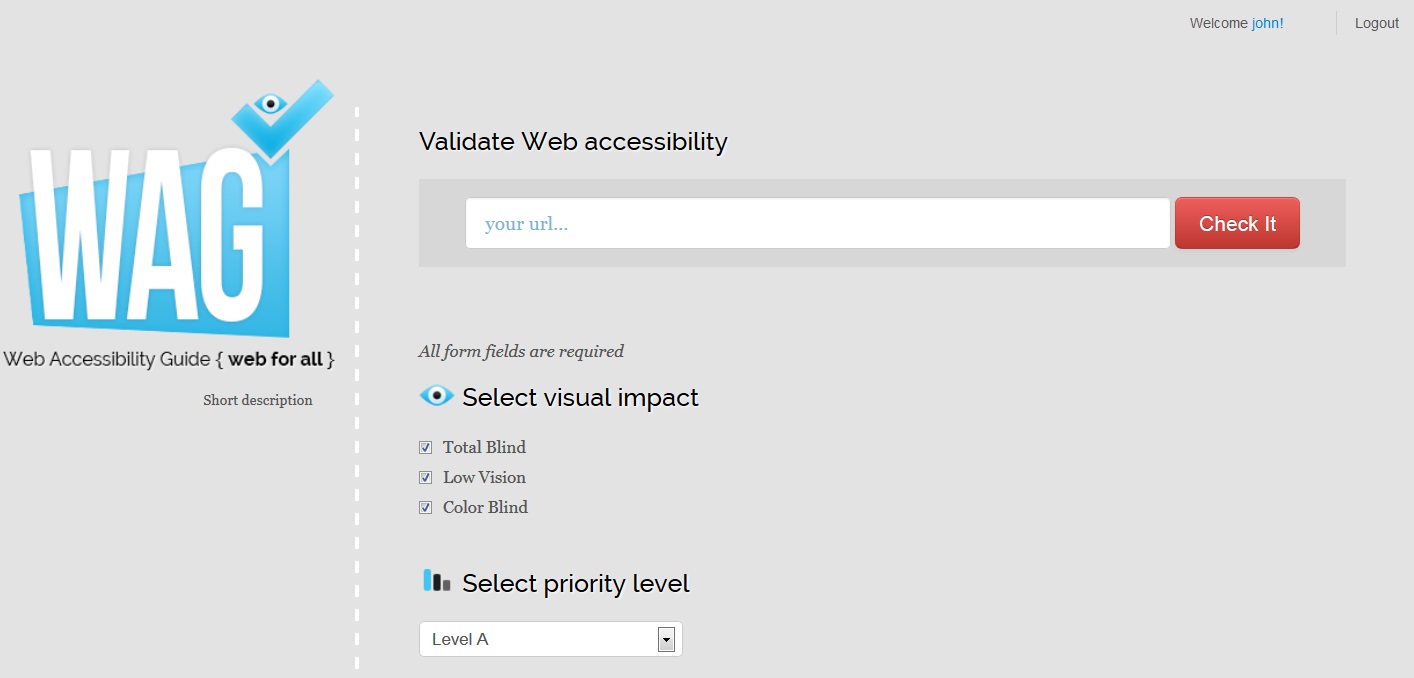 Welcome john!
Logout
WAG
Web Accessibility Guide { web for all }
Short description
Validate Web accessibility
your url...
Check It
All form fields are required
Select visual impact
Total Blind
Low Vision
Color Blind
Select priority level
Level A